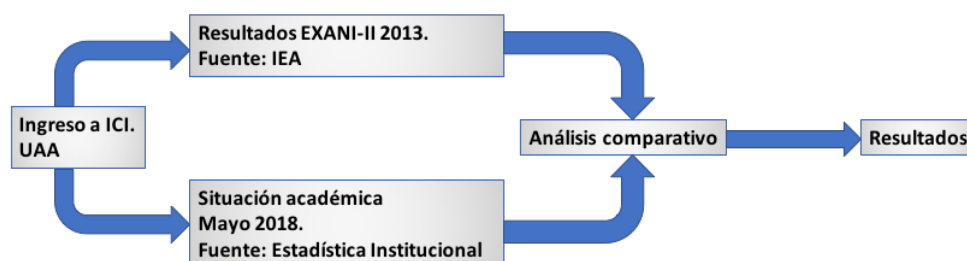 Resultados EXANI-II 2013.
Fuente: IEA
Ingreso a ICI.
UAA
Análisis comparativo
Resultados
Situación académica
Mayo 2018.
Fuente: Estadística Institucional